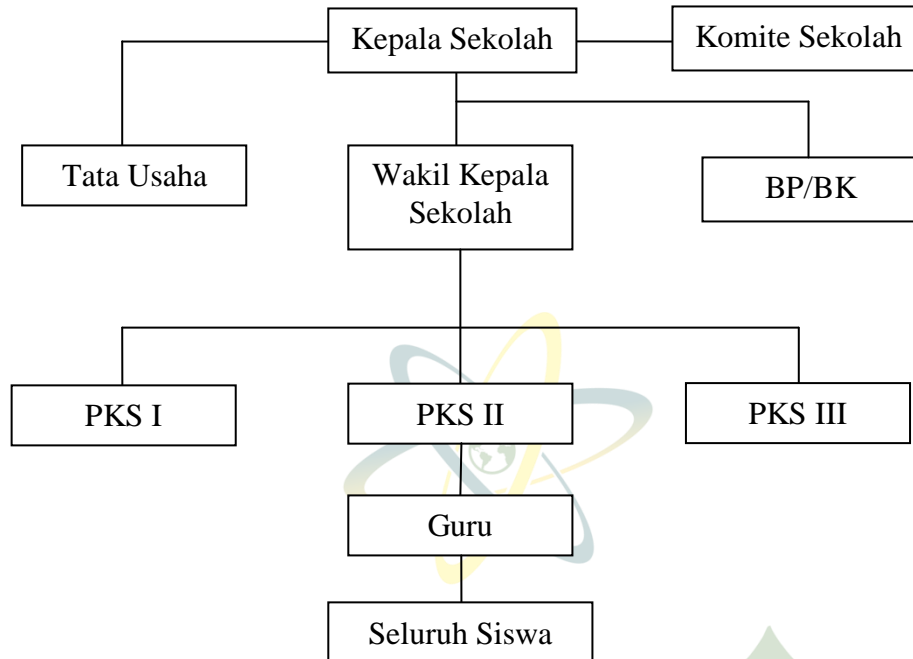 Kepala Sekolah
Komite Sekolah
Tata Usaha
Wakil Kepala
Sekolah
BP/BK
PKS I
PKS II
PKS III
Guru
Seluruh Siswa